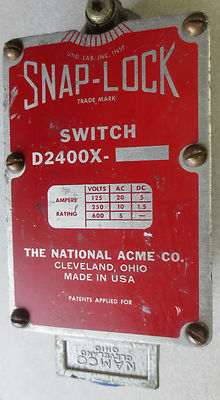 UND. LAB. INC. INSP.
SNAP-LOCK
TRADE MARK
SWITCH
D2400X-
VOLTS AC DC
AMPERE 125 20 5
250 10 1.5
RATING 600 5 —
THE NATIONAL ACME CO.
CLEVELAND, OHIO
MADE IN USA
PATENTS APPLIED FOR
NAMCO
CLEVELAND
OHIO